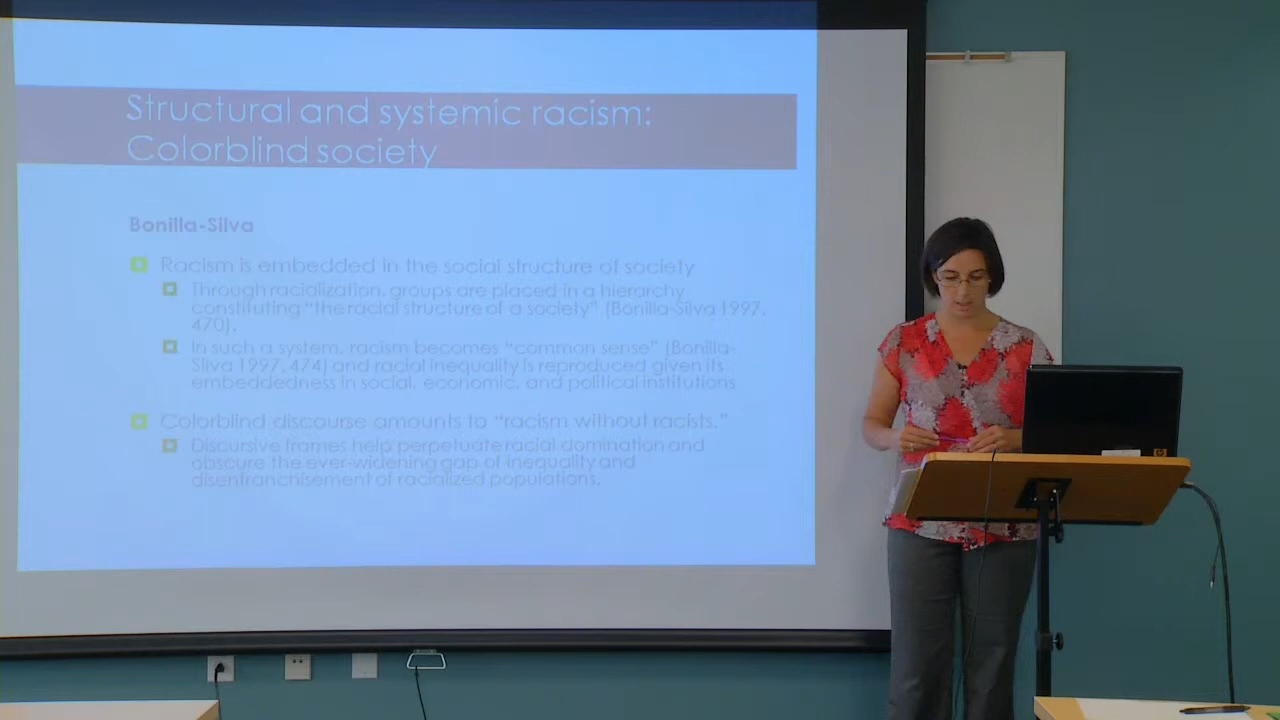 Structural and systemic racism:
Colorblind society
Bonilla-Silva
Racism is embedded in the social structure of society
Through racialization, groups are placed in a hierarchy
constituting “the racial structure of a society” (Bonilla-Silva 1997,
470).
In such a system, racism becomes “common sense” (Bonilla-
Silva 1997, 474) and racial inequality is reproduced given its
embeddedness in social, economic, and political institutions
Colorblind discourse amounts to “racism without racists.”
Discursive frames help perpetuate racial domination and
obscure the ever-widening gap of inequality and
disenfranchisement of racialized populations.